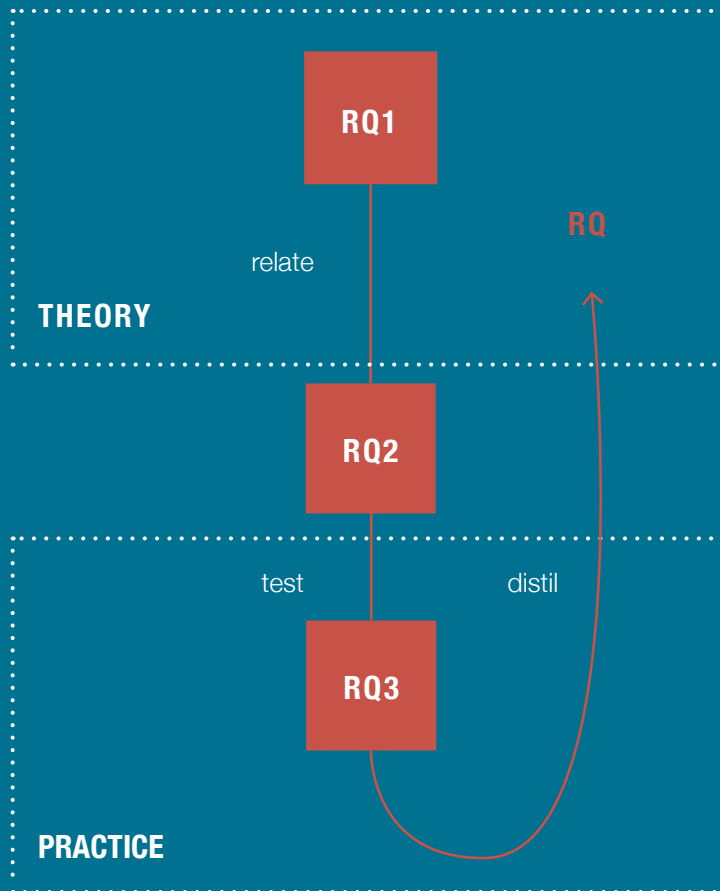 RQ1
RQ
relate
THEORY
RQ2
test
distil
RQ3
PRACTICE